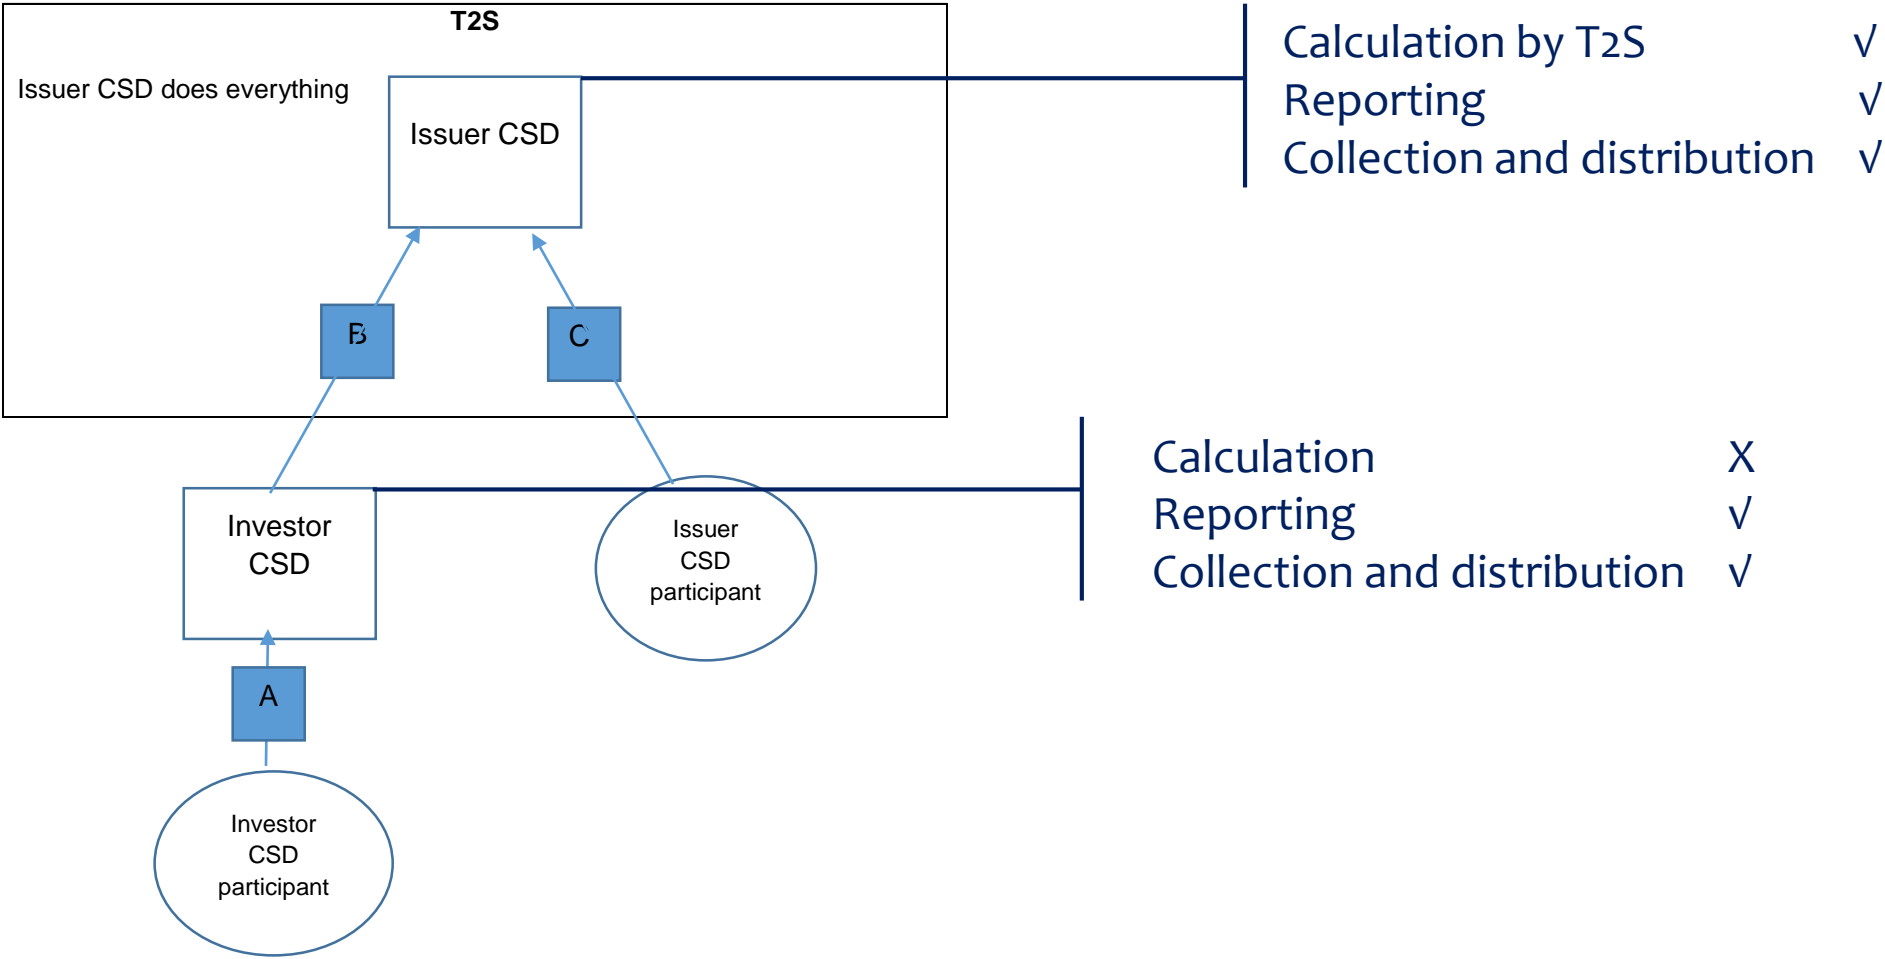 T2S
Issuer CSD does everything
Issuer CSD
Calculation by T2S √
Reporting √
Collection and distribution √
B
C
Calculation X
Reporting √
Collection and distribution √
Investor
CSD
Issuer
CSD
participant
A
Investor
CSD
participant